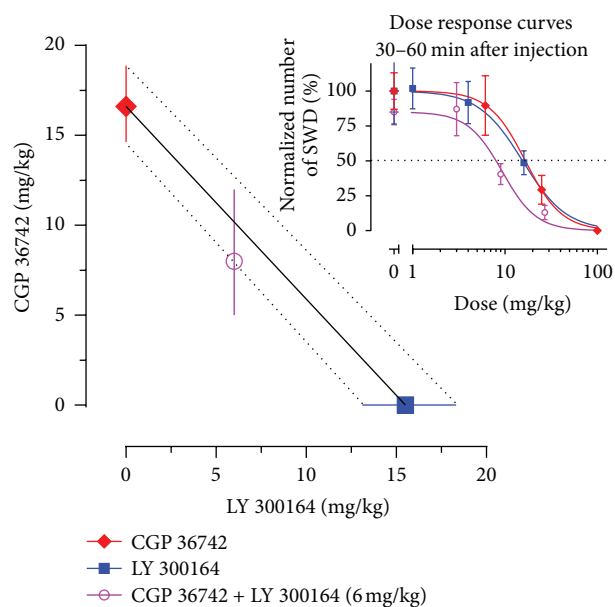 Dose response curves
30–60 min after injection
Normalized number
of SWD (%)
100
75
50
25
0
0
1
10
100
Dose (mg/kg)
CGP 36742 (mg/kg)
20
15
10
5
0
0
5
10
15
20
LY 300164 (mg/kg)
CGP 36742
LY 300164
CGP 36742 + LY 300164 (6 mg/kg)